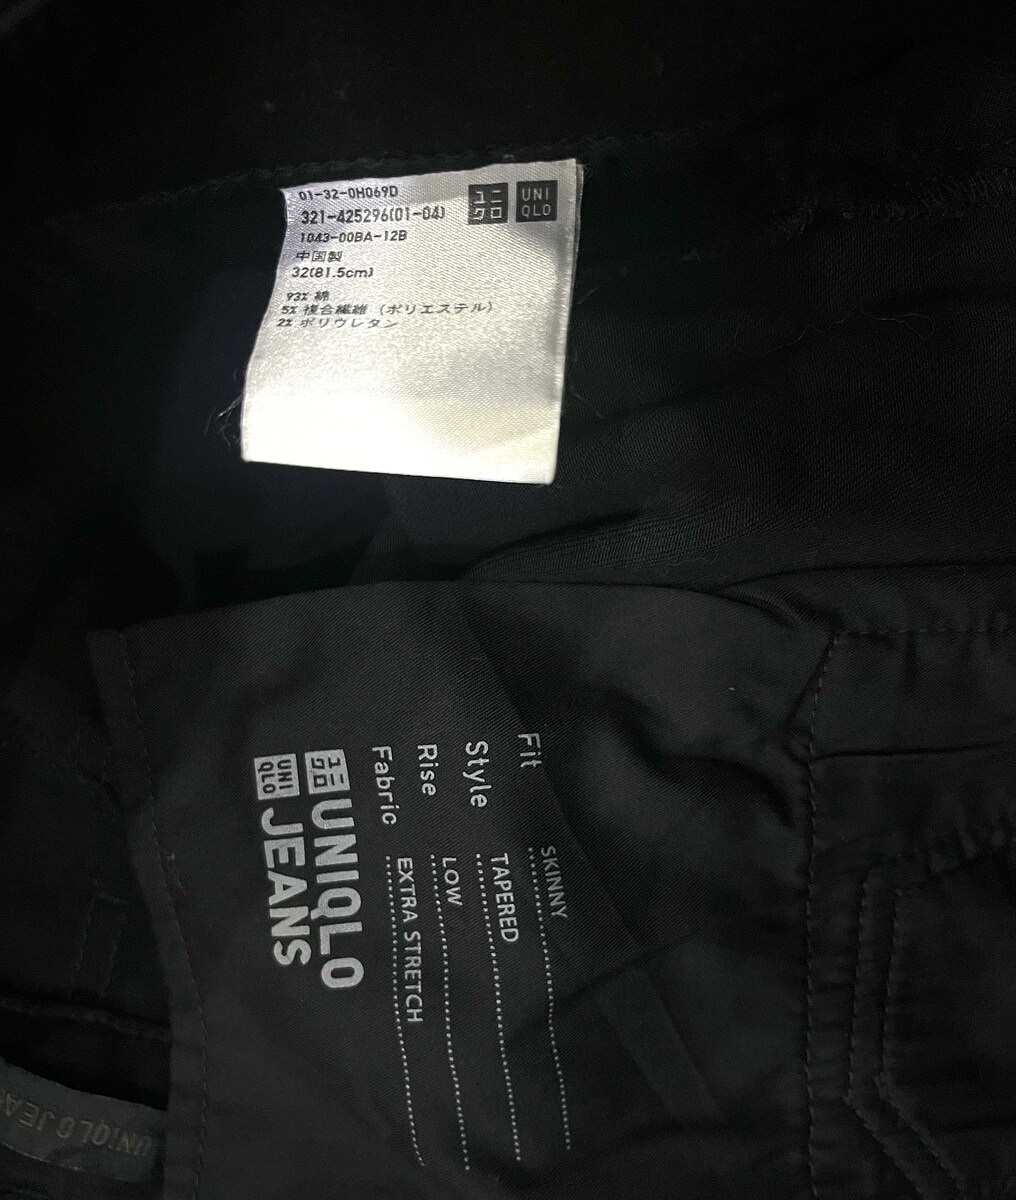 01-32-0H069D
321-425296(01-04)
1043-00BA-12B
中国製
32(81.5cm)
93% 綿
5% 複合繊維 (ポリエステル)
2% ポリウレタン
ユニ
クロ
UNI
QLO
Fit SKINNY
Style TAPERED
Rise LOW
Fabric EXTRA STRETCH
ユニ
クロ
UNIQLO
UNI
QLO
JEANS
UNIQLO JEA